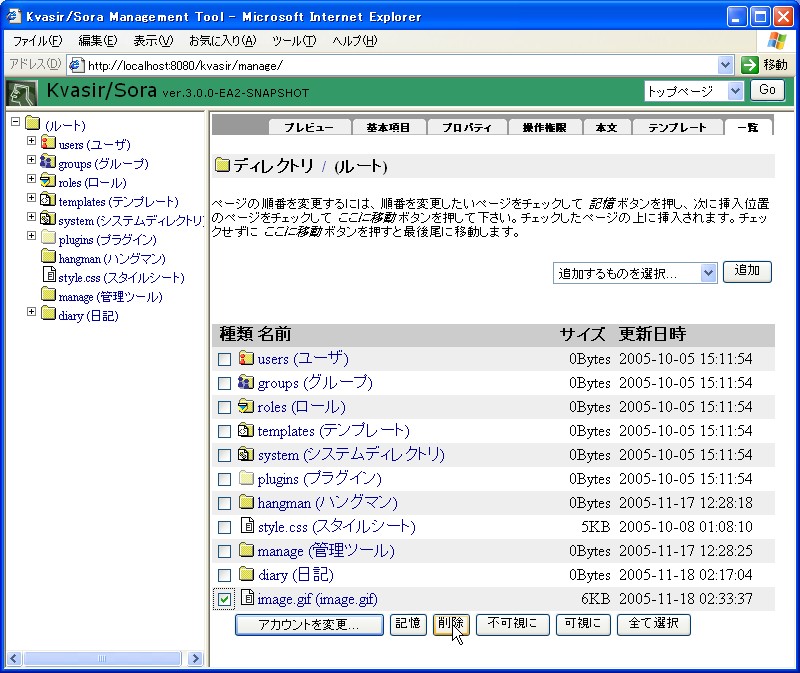 Kvasir/Sora Management Tool - Microsoft Internet Explorer
ファイル(F) 編集(E) 表示(V) お気に入り(A) ツール(T) ヘルプ(H)
アドレス(D) http://localhost:8080/kvasir/manage/ 移動
Kvasir/Sora ver.3.0.0-EA2-SNAPSHOT トップページ Go
(ルート)
users (ユーザ)
groups (グループ)
roles (ロール)
templates (テンプレート)
system (システムディレクトリ)
plugins (プラグイン)
hangman (ハングマン)
style.css (スタイルシート)
manage (管理ツール)
diary (日記)
プレビュー 基本項目 プロパティ 操作権限 本文 テンプレート 一覧
ディレクトリ / (ルート)
ページの順番を変更するには、順番を変更したいページをチェックして 記憶 ボタンを押し、次に挿入位置
のページをチェックして ここに移動 ボタンを押して下さい。チェックしたページの上に挿入されます。チェッ
クせずに ここに移動 ボタンを押すと最後尾に移動します。
追加するものを選択... 追加
種類 名前 サイズ 更新日時
users (ユーザ) 0Bytes 2005-10-05 15:11:54
groups (グループ) 0Bytes 2005-10-05 15:11:54
roles (ロール) 0Bytes 2005-10-05 15:11:54
templates (テンプレート) 0Bytes 2005-10-05 15:11:54
system (システムディレクトリ) 0Bytes 2005-10-05 15:11:54
plugins (プラグイン) 0Bytes 2005-10-05 15:11:54
hangman (ハングマン) 0Bytes 2005-11-17 12:28:18
style.css (スタイルシート) 5KB 2005-10-08 01:08:10
manage (管理ツール) 0Bytes 2005-11-17 12:28:25
diary (日記) 0Bytes 2005-11-18 02:17:04
image.gif (image.gif) 6KB 2005-11-18 02:33:37
アカウントを変更... 記憶 削除 不可視に 可視に 全て選択